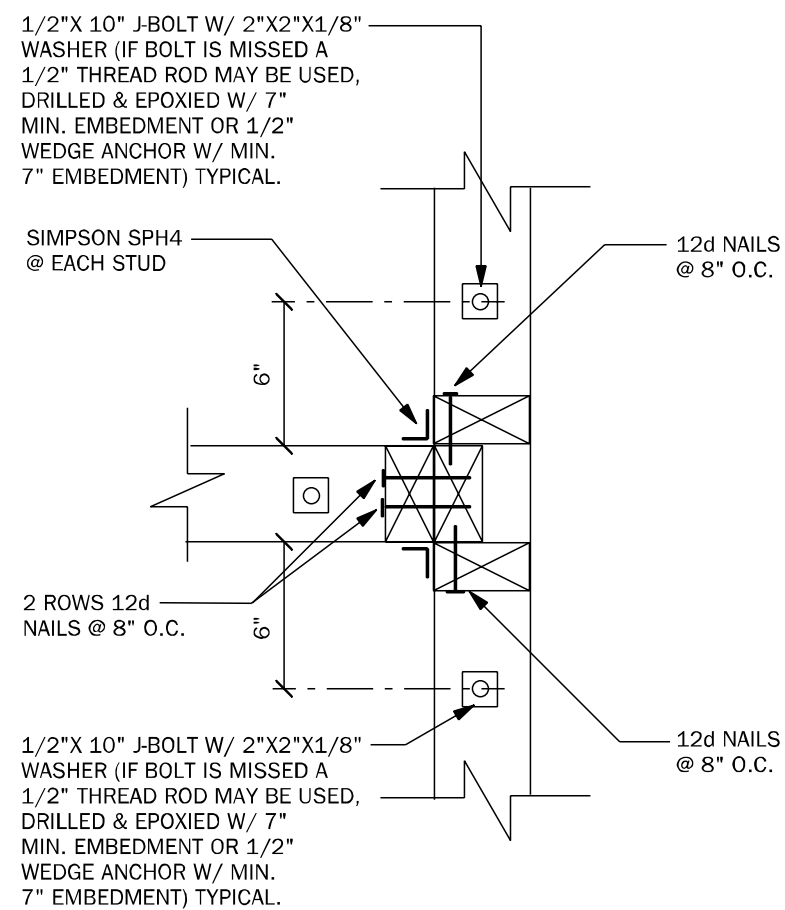 1/2"X 10" J-BOLT W/ 2"X2"X1/8"
WASHER (IF BOLT IS MISSED A
1/2" THREAD ROD MAY BE USED,
DRILLED & EPOXIED W/ 7"
MIN. EMBEDMENT OR 1/2"
WEDGE ANCHOR W/ MIN.
7" EMBEDMENT) TYPICAL.
SIMPSON SPH4
@ EACH STUD
12d NAILS
@ 8" O.C.
6"
2 ROWS 12d
NAILS @ 8" O.C.
6"
12d NAILS
@ 8" O.C.
1/2"X 10" J-BOLT W/ 2"X2"X1/8"
WASHER (IF BOLT IS MISSED A
1/2" THREAD ROD MAY BE USED,
DRILLED & EPOXIED W/ 7"
MIN. EMBEDMENT OR 1/2"
WEDGE ANCHOR W/ MIN.
7" EMBEDMENT) TYPICAL.